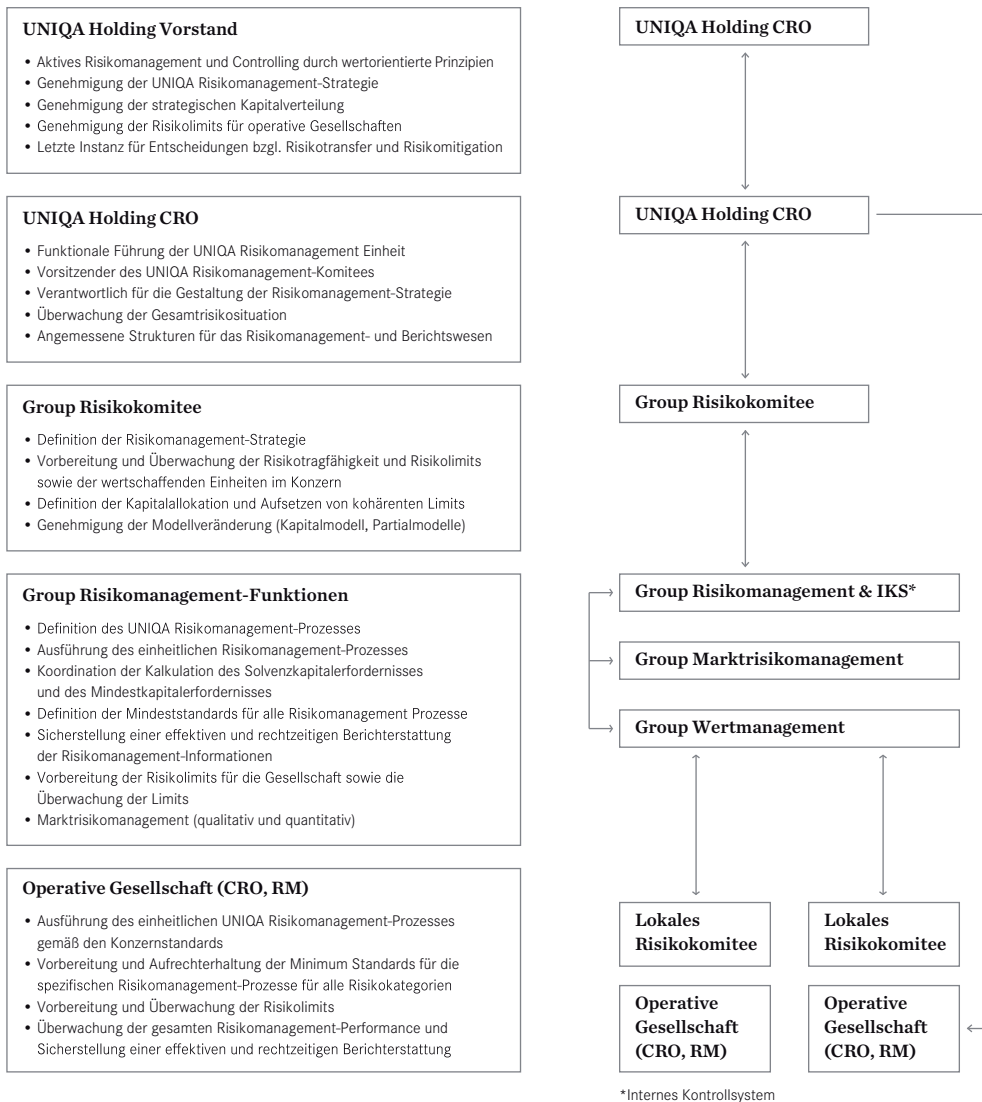 UNIQA Holding Vorstand
• Aktives Risikomanagement und Controlling durch wertorientierte Prinzipien
• Genehmigung der UNIQA Risikomanagement-Strategie
• Genehmigung der strategischen Kapitalverteilung
• Genehmigung der Risikolimits für operative Gesellschaften
• Letzte Instanz für Entscheidungen bzgl. Risikotransfer und Risikomitigation
UNIQA Holding CRO
• Funktionale Führung der UNIQA Risikomanagement Einheit
• Vorsitzender des UNIQA Risikomanagement-Komitees
• Verantwortlich für die Gestaltung der Risikomanagement-Strategie
• Überwachung der Gesamtrisikosituation
• Angemessene Strukturen für das Risikomanagement- und Berichtswesen
Group Risikokomitee
• Definition der Risikomanagement-Strategie
• Vorbereitung und Überwachung der Risikotragfähigkeit und Risikolimits
sowie der wertschaffenden Einheiten im Konzern
• Definition der Kapitalallokation und Aufsetzen von kohärenten Limits
• Genehmigung der Modellveränderung (Kapitalmodell, Partialmodelle)
Group Risikomanagement-Funktionen
• Definition des UNIQA Risikomanagement-Prozesses
• Ausführung des einheitlichen Risikomanagement-Prozesses
• Koordination der Kalkulation des Solvenzkapitalerfordernisses
und des Mindestkapitalerfordernisses
• Definition der Mindeststandards für alle Risikomanagement Prozesse
• Sicherstellung einer effektiven und rechtzeitigen Berichterstattung
der Risikomanagement-Informationen
• Vorbereitung der Risikolimits für die Gesellschaft sowie die
Überwachung der Limits
• Marktrisikomanagement (qualitativ und quantitativ)
Operative Gesellschaft (CRO, RM)
• Ausführung des einheitlichen UNIQA Risikomanagement-Prozesses
gemäß den Konzernstandards
• Vorbereitung und Aufrechterhaltung der Minimum Standards für die
spezifischen Risikomanagement-Prozesse für alle Risikokategorien
• Vorbereitung und Überwachung der Risikolimits
• Überwachung der gesamten Risikomanagement-Performance und
Sicherstellung einer effektiven und rechtzeitigen Berichterstattung
UNIQA Holding CRO
UNIQA Holding CRO
Group Risikokomitee
Group Risikomanagement & IKS*
Group Marktrisikomanagement
Group Wertmanagement
Lokales
Risikokomitee
Operative
Gesellschaft
(CRO, RM)
Lokales
Risikokomitee
Operative
Gesellschaft
(CRO, RM)
*Internes Kontrollsystem